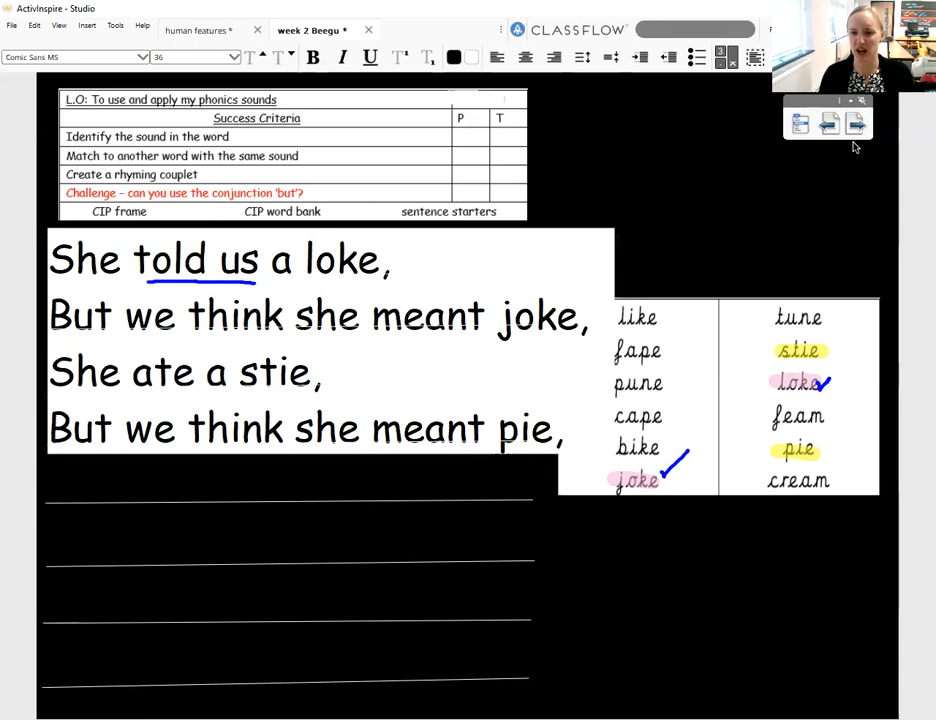 ActivInspire - Studio
File Edit View Insert Tools Help
human features * week 2 Beegu * CLASSFLOW
Comic Sans MS 36 B I U T T
L.O: To use and apply my phonics sounds
Success Criteria P T
Identify the sound in the word
Match to another word with the same sound
Create a rhyming couplet
Challenge – can you use the conjunction 'but'?
CIP frame CIP word bank sentence starters
She told us a loke,
But we think she meant joke,
She ate a stie,
But we think she meant pie,
like tune
fape stie
pune loke
cape feam
bike pie
joke cream